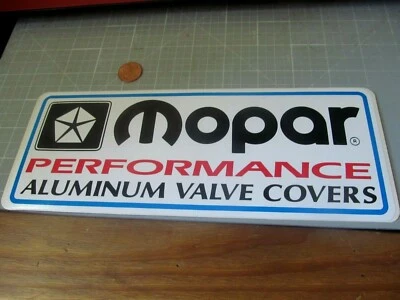 Mopar®
PERFORMANCE
ALUMINUM VALVE COVERS